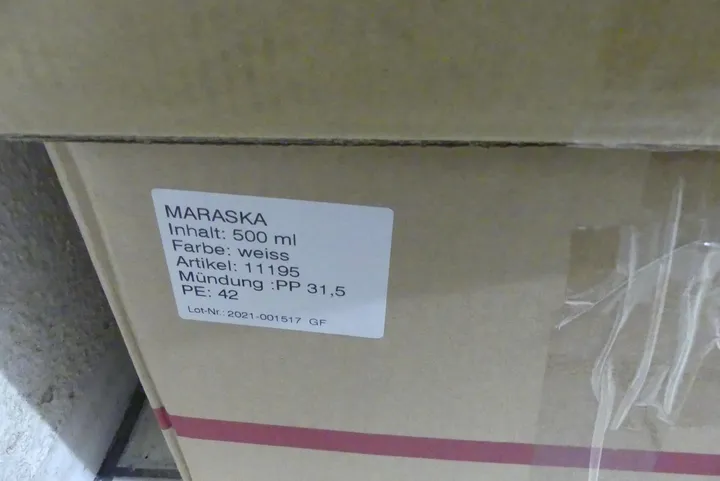 MARASKA
Inhalt: 500 ml
Farbe: weiss
Artikel: 11195
Mündung :PP 31,5
PE: 42
Lot-Nr.: 2021-001517 GF